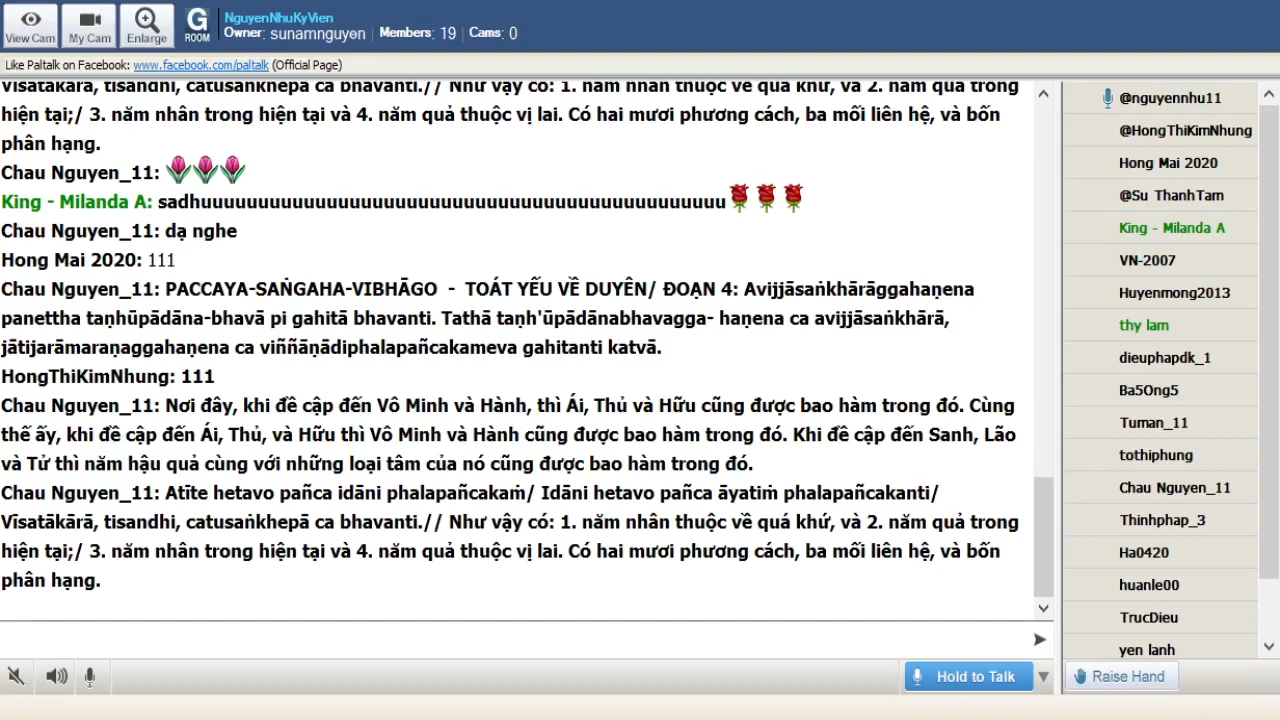 NguyenNhuKyVien
Owner: sunamnguyen | Members: 19 | Cams: 0
View Cam
My Cam
Enlarge
G
ROOM
Like Paltalk on Facebook: www.facebook.com/paltalk (Official Page)
Vīsatākārā, tisandhi, catusaṅkhepā ca bhavanti.// Như vậy có: 1. năm nhân thuộc về quá khứ, và 2. năm quả trong
hiện tại;/ 3. năm nhân trong hiện tại và 4. năm quả thuộc vị lai. Có hai mươi phương cách, ba mối liên hệ, và bốn
phân hạng.
Chau Nguyen_11:
King - Milanda A: sadhuuuuuuuuuuuuuuuuuuuuuuuuuuuuuuuuuuuuuuuuuuuuuu
Chau Nguyen_11: dạ nghe
Hong Mai 2020: 111
Chau Nguyen_11: PACCAYA-SAṄGAHA-VIBHĀGO - TOÁT YẾU VỀ DUYÊN/ ĐOẠN 4: Avijjāsaṅkhārāggahaṇena
panettha taṇhūpādāna-bhavā pi gahitā bhavanti. Tathā taṇh'ūpādānabhavagga- haṇena ca avijjāsaṅkhārā,
jātijarāmaraṇaggahaṇena ca viññāṇādiphalapañcakameva gahitanti katvā.
HongThiKimNhung: 111
Chau Nguyen_11: Nơi đây, khi đề cập đến Vô Minh và Hành, thì Ái, Thủ và Hữu cũng được bao hàm trong đó. Cùng
thế ấy, khi đề cập đến Ái, Thủ, và Hữu thì Vô Minh và Hành cũng được bao hàm trong đó. Khi đề cập đến Sanh, Lão
và Tử thì năm hậu quả cùng với những loại tâm của nó cũng được bao hàm trong đó.
Chau Nguyen_11: Atīte hetavo pañca idāni phalapañcakaṁ/ Idāni hetavo pañca āyatiṁ phalapañcakanti/
Vīsatākārā, tisandhi, catusaṅkhepā ca bhavanti.// Như vậy có: 1. năm nhân thuộc về quá khứ, và 2. năm quả trong
hiện tại;/ 3. năm nhân trong hiện tại và 4. năm quả thuộc vị lai. Có hai mươi phương cách, ba mối liên hệ, và bốn
phân hạng.
@nguyennhu11
@HongThiKimNhung
Hong Mai 2020
@Su ThanhTam
King - Milanda A
VN-2007
Huyenmong2013
thy lam
dieuphapdk_1
Ba5Ong5
Tuman_11
tothiphung
Chau Nguyen_11
Thinhphap_3
Ha0420
huanle00
TrucDieu
yen lanh
Hold to Talk
Raise Hand